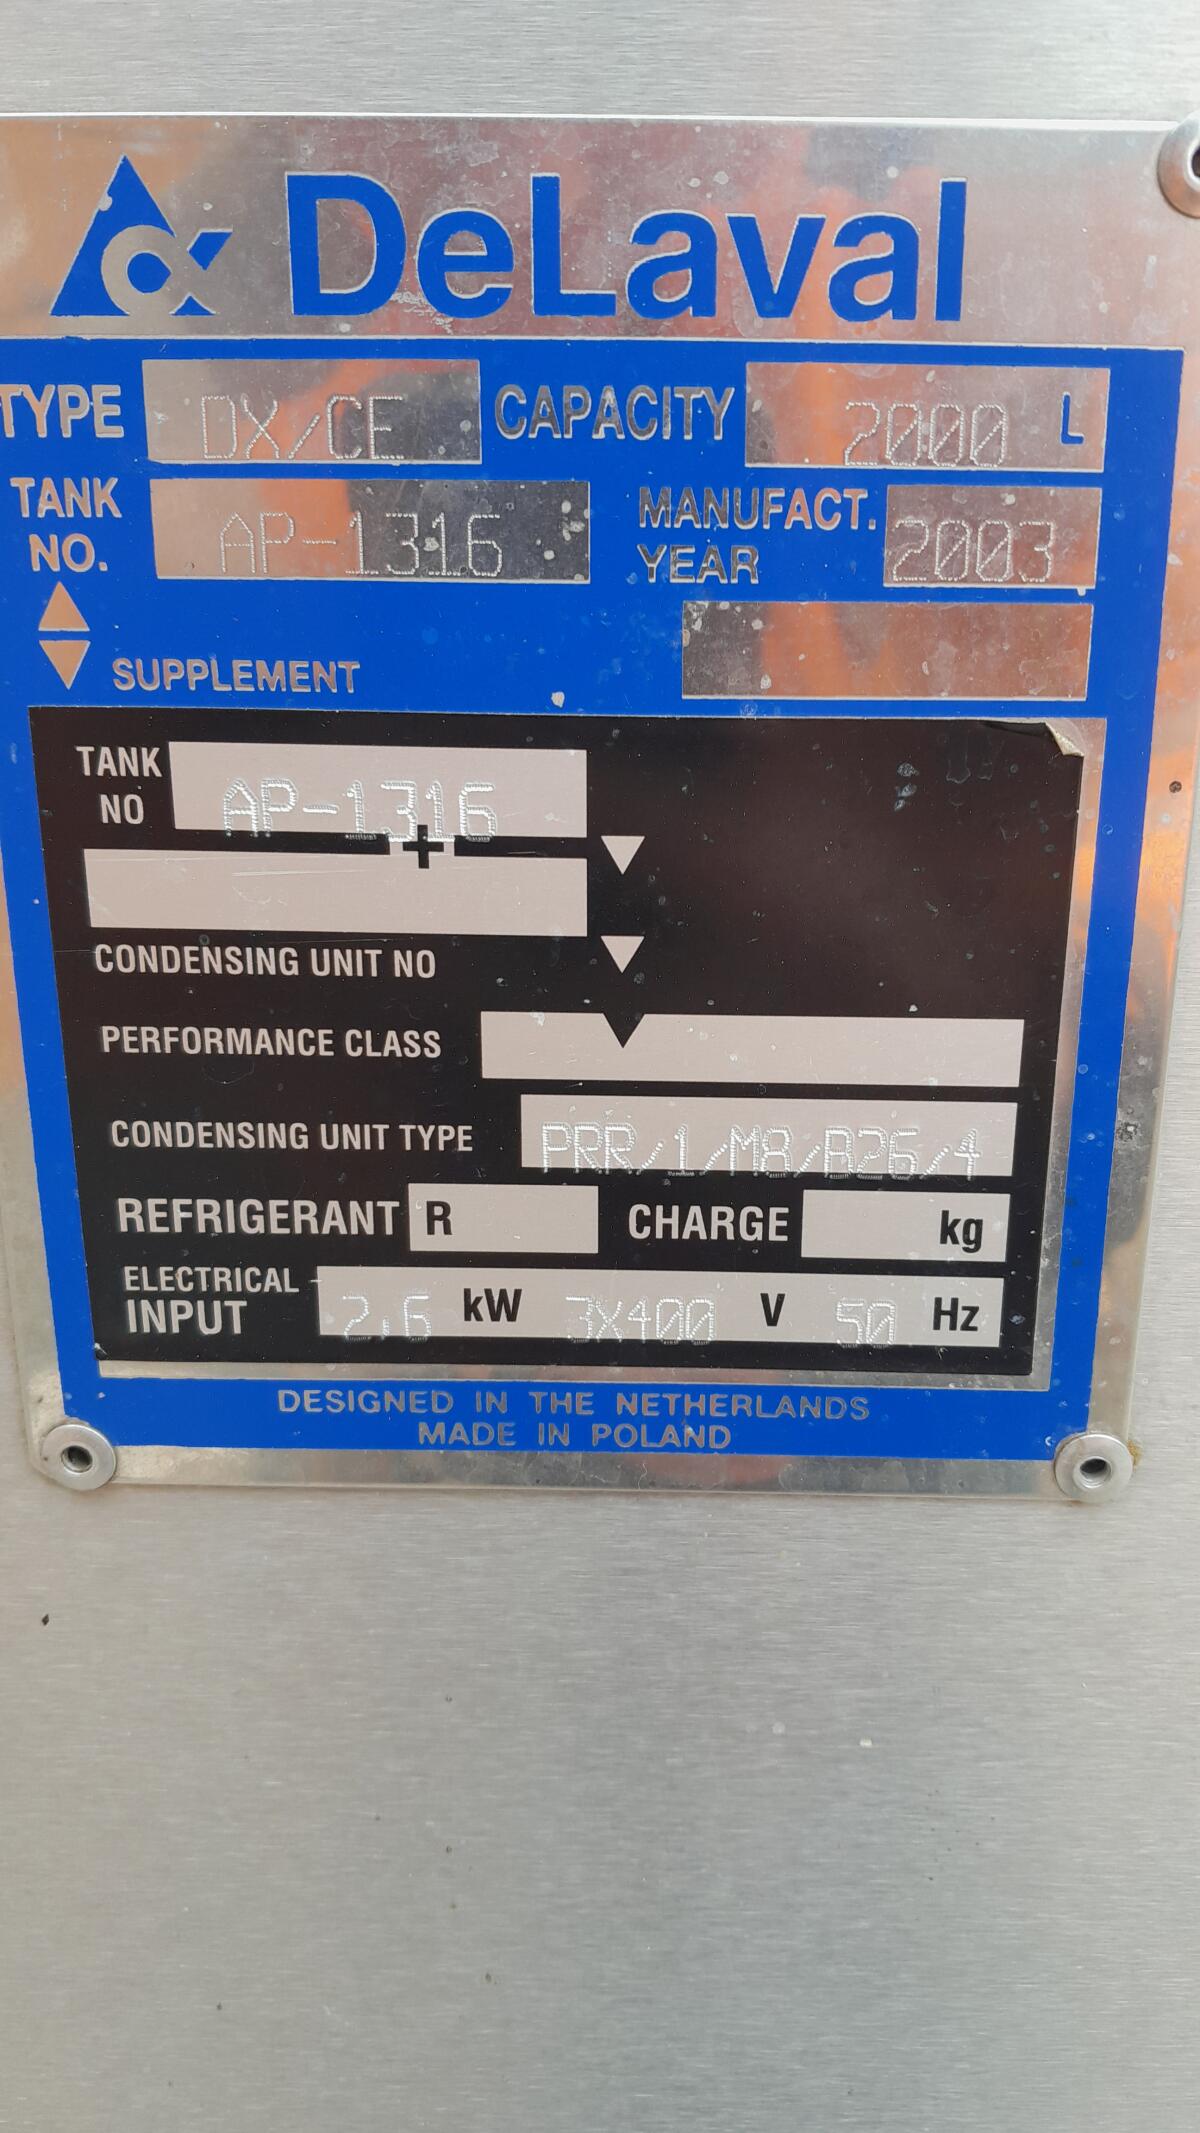 DeLaval
TYPE DX/CE CAPACITY 2000 L
TANK NO. AP-1316 MANUFACT. YEAR 2003
SUPPLEMENT
TANK NO AP-1316
+
CONDENSING UNIT NO
PERFORMANCE CLASS
CONDENSING UNIT TYPE PRR/1/M8/B26/4
REFRIGERANT R CHARGE kg
ELECTRICAL INPUT 2,6 kW 3X400 V 50 Hz
DESIGNED IN THE NETHERLANDS
MADE IN POLAND